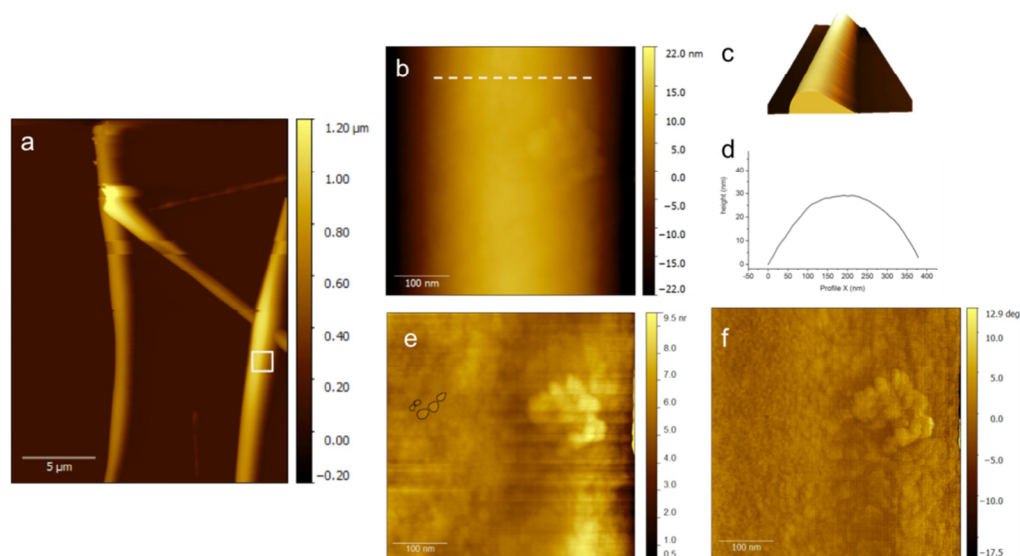 a
1.20 µm
1.00
0.80
0.60
0.40
0.20
0.00
−0.20
5 µm
b
22.0 nm
15.0
10.0
5.0
0.0
−5.0
−10.0
−15.0
−22.0
100 nm
c
d
height (nm)
40
30
20
10
0
-50
0
50
100
150
200
250
300
350
400
Profile X (nm)
e
9.5 nr
8.0
7.0
6.0
5.0
4.0
3.0
2.0
1.0
0.5
100 nm
f
12.9 deg
10.0
5.0
0.0
−5.0
−10.0
−17.5
100 nm